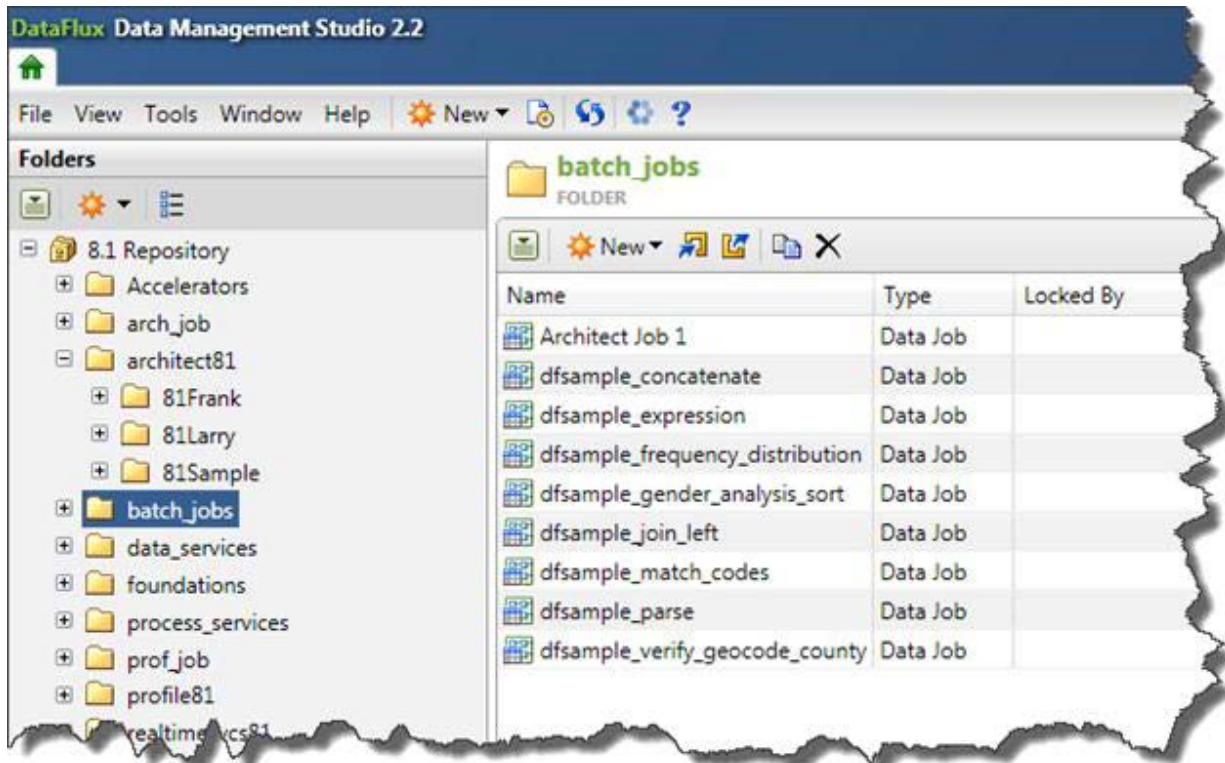 DataFlux Data Management Studio 2.2
File View Tools Window Help New ?
Folders
8.1 Repository
Accelerators
arch_job
architect81
81Frank
81Larry
81Sample
batch_jobs
data_services
foundations
process_services
prof_job
profile81
batch_jobs
FOLDER
New
Name Type Locked By
Architect Job 1 Data Job
dfsample_concatenate Data Job
dfsample_expression Data Job
dfsample_frequency_distribution Data Job
dfsample_gender_analysis_sort Data Job
dfsample_join_left Data Job
dfsample_match_codes Data Job
dfsample_parse Data Job
dfsample_verify_geocode_county Data Job